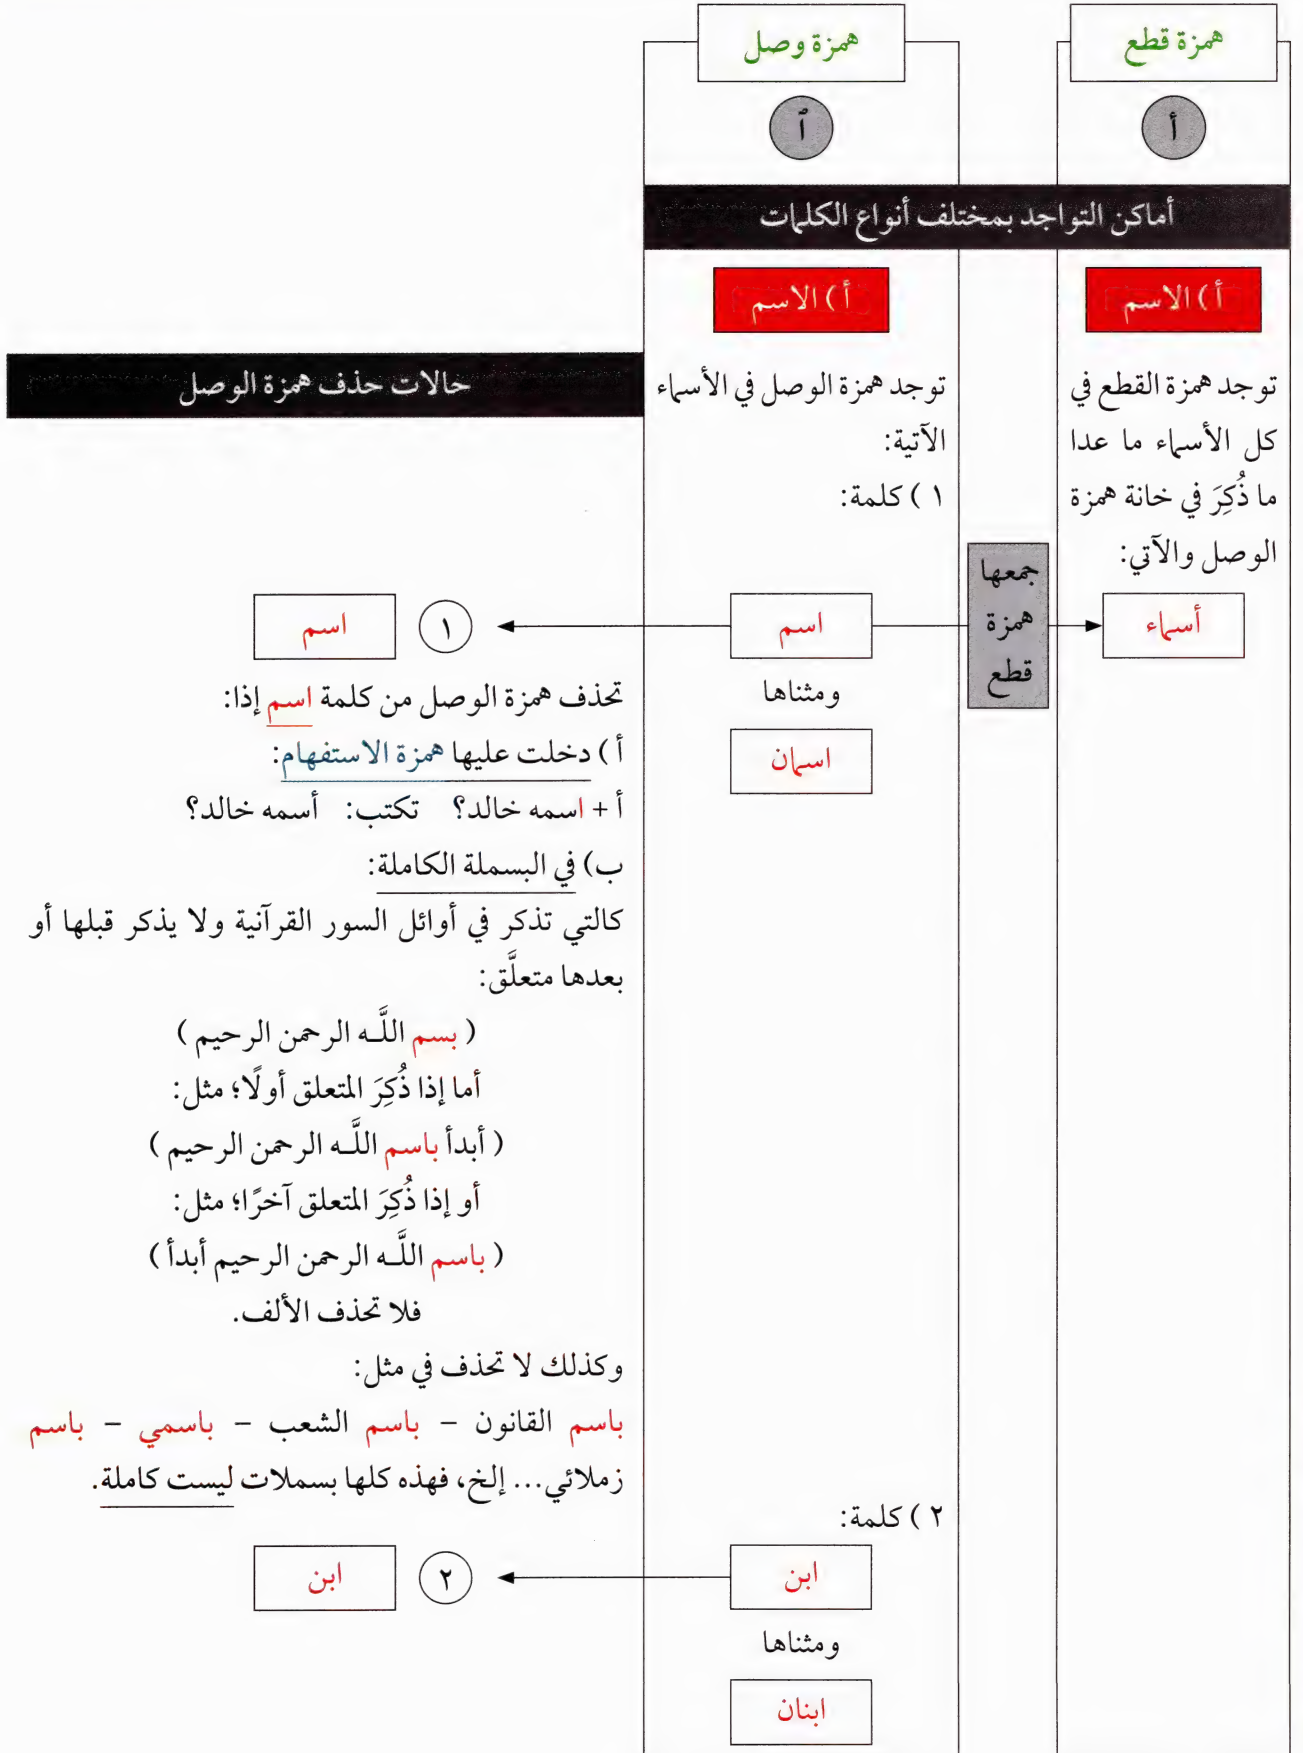 همزة قطع
همزة وصل
أ
ٱ
أماكن التواجد بمختلف أنواع الكلمات
أ) الاسم
توجد همزة القطع في
كل الأسماء ما عدا
ما ذُكِرَ في خانة همزة
الوصل والآتي:
أسماء
جمعها
همزة
قطع
أ) الاسم
توجد همزة الوصل في الأسماء
الآتية:
١ ) كلمة:
اسم
ومثناها
اسمان
٢ ) كلمة:
ابن
ومثناها
ابنان
حالات حذف همزة الوصل
١ اسم
تحذف همزة الوصل من كلمة اسم إذا:
أ ) دخلت عليها همزة الاستفهام:
أ + اسمه خالد؟ تكتب: أسمه خالد؟
ب) في البسملة الكاملة:
كالتي تذكر في أوائل السور القرآنية ولا يذكر قبلها أو
بعدها متعلَّق:
( بسم اللَّـه الرحمن الرحيم )
أما إذا ذُكِرَ المتعلق أولًا؛ مثل:
( أبدأ باسم اللَّـه الرحمن الرحيم )
أو إذا ذُكِرَ المتعلق آخرًا؛ مثل:
( باسم اللَّـه الرحمن الرحيم أبدأ )
فلا تحذف الألف.
وكذلك لا تحذف في مثل:
باسم القانون – باسم الشعب – باسمي – باسم
زملائي... إلخ، فهذه كلها بسملات ليست كاملة.
٢ ابن